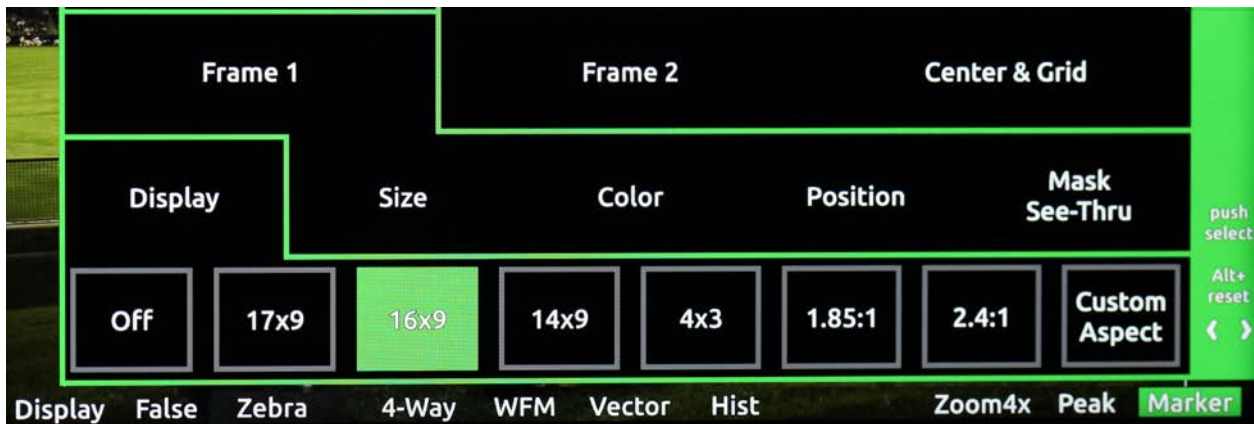 Frame 1 Frame 2 Center & Grid
Display Size Color Position Mask
See-Thru
push
select
Off 17x9 16x9 14x9 4x3 1.85:1 2.4:1 Custom
Aspect
Alt+
reset
‹ ›
Display False Zebra 4-Way WFM Vector Hist Zoom4x Peak Marker